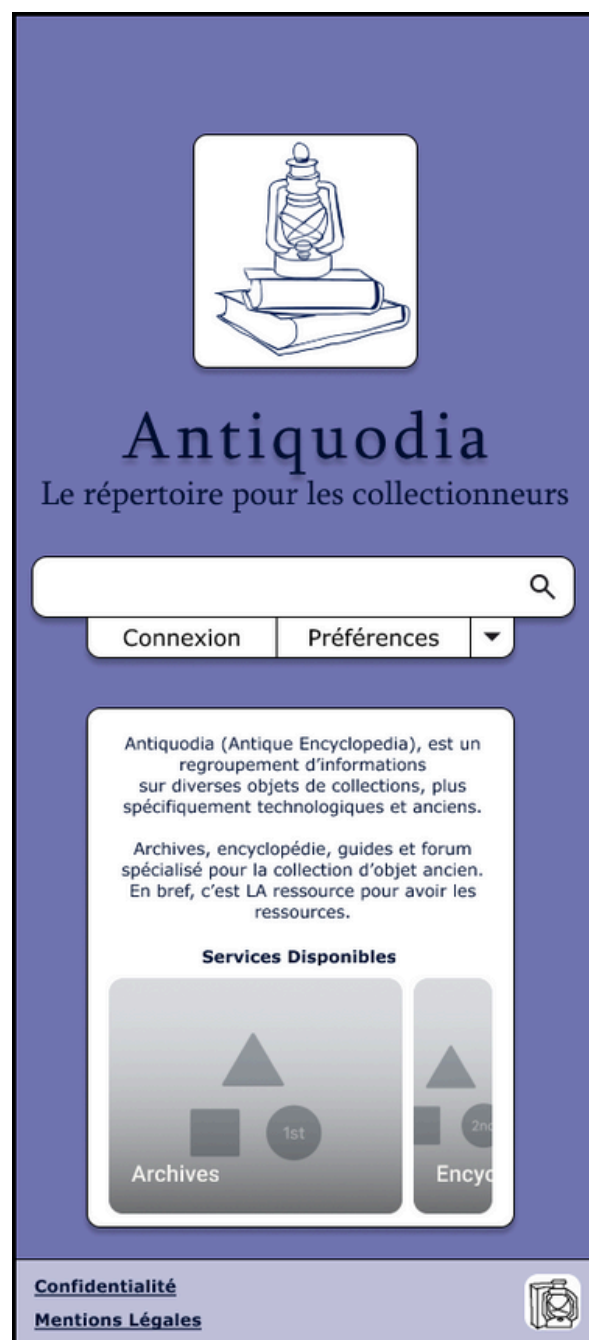 Antiquodia
Le répertoire pour les collectionneurs
Connexion
Préférences
Antiquodia (Antique Encyclopedia), est un
regroupement d'informations
sur diverses objets de collections, plus
spécifiquement technologiques et anciens.
Archives, encyclopédie, guides et forum
spécialisé pour la collection d'objet ancien.
En bref, c'est LA ressource pour avoir les
ressources.
Services Disponibles
1st
2nd
Archives
Encyc
Confidentialité
Mentions Légales